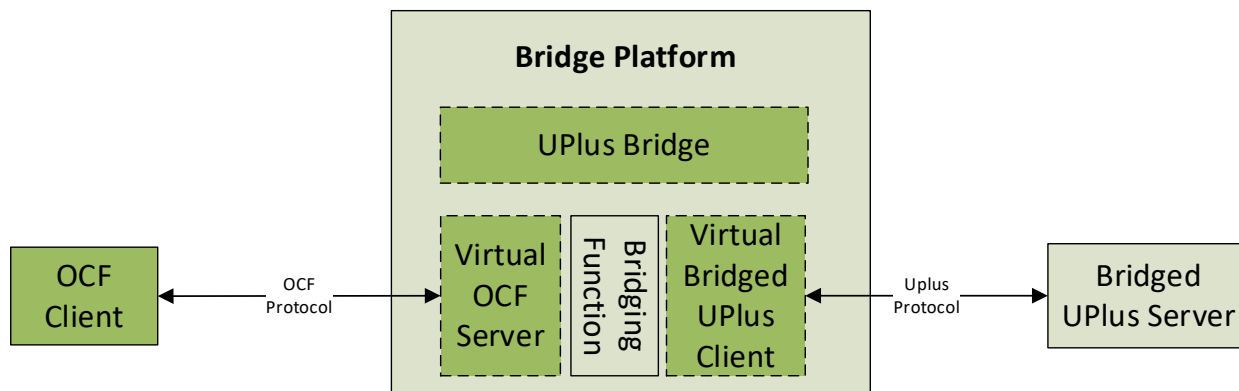 Bridge Platform
UPlus Bridge
OCF
Client
OCF
Protocol
Virtual
OCF
Server
Bridging
Function
Virtual
Bridged
UPlus
Client
Uplus
Protocol
Bridged
UPlus Server